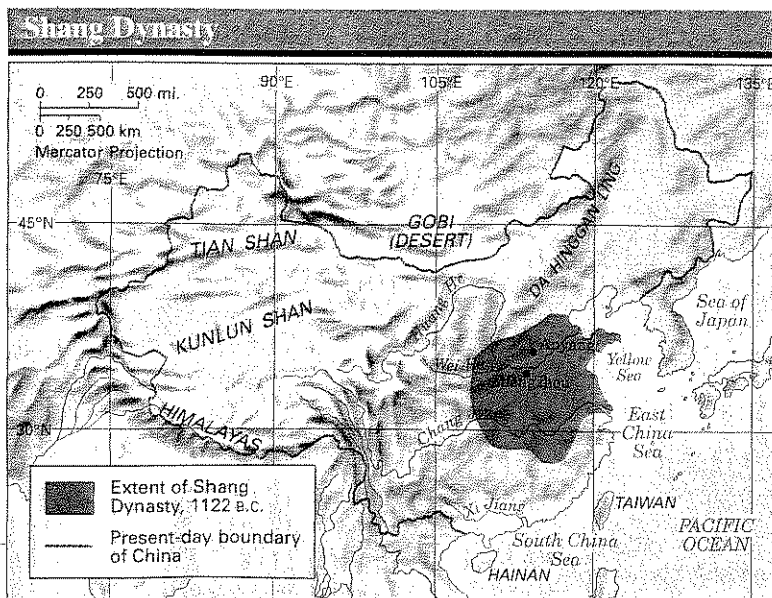 Shang Dynasty
90°E 105°E 120°E 135°E
0 250 500 mi.
0 250 500 km
Mercator Projection
75°E
45°N
GOBI
(DESERT)
TIAN SHAN
DA HINGGAN LING
Sea of
Japan
Huang He
KUNLUN SHAN
Wei He
Yellow
Sea
HIMALAYAS
30°N
Chang Jiang
East
China
Sea
Extent of Shang
Dynasty, 1122 B.C.
Present-day boundary
of China
Xi Jiang
TAIWAN
PACIFIC
OCEAN
South China
Sea
HAINAN